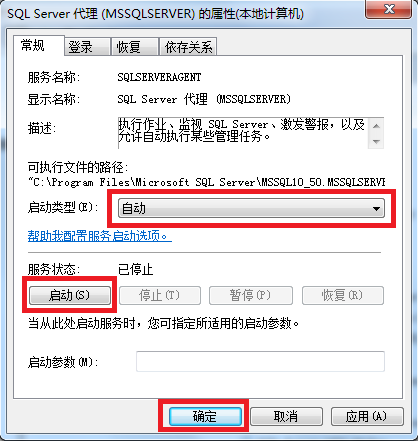 SQL Server 代理 (MSSQLSERVER) 的属性(本地计算机)
常规 登录 恢复 依存关系
服务名称: SQLSERVERAGENT
显示名称: SQL Server 代理 (MSSQLSERVER)
描述: 执行作业、监视 SQL Server、激发警报，以及
允许自动执行某些管理任务。
可执行文件的路径:
"C:\Program Files\Microsoft SQL Server\MSSQL10_50.MSSQLSERVE
启动类型(E): 自动
帮助我配置服务启动选项。
服务状态: 已停止
启动(S) 停止(T) 暂停(P) 恢复(R)
当从此处启动服务时，您可指定所适用的启动参数。
启动参数(M):
确定 取消 应用(A)